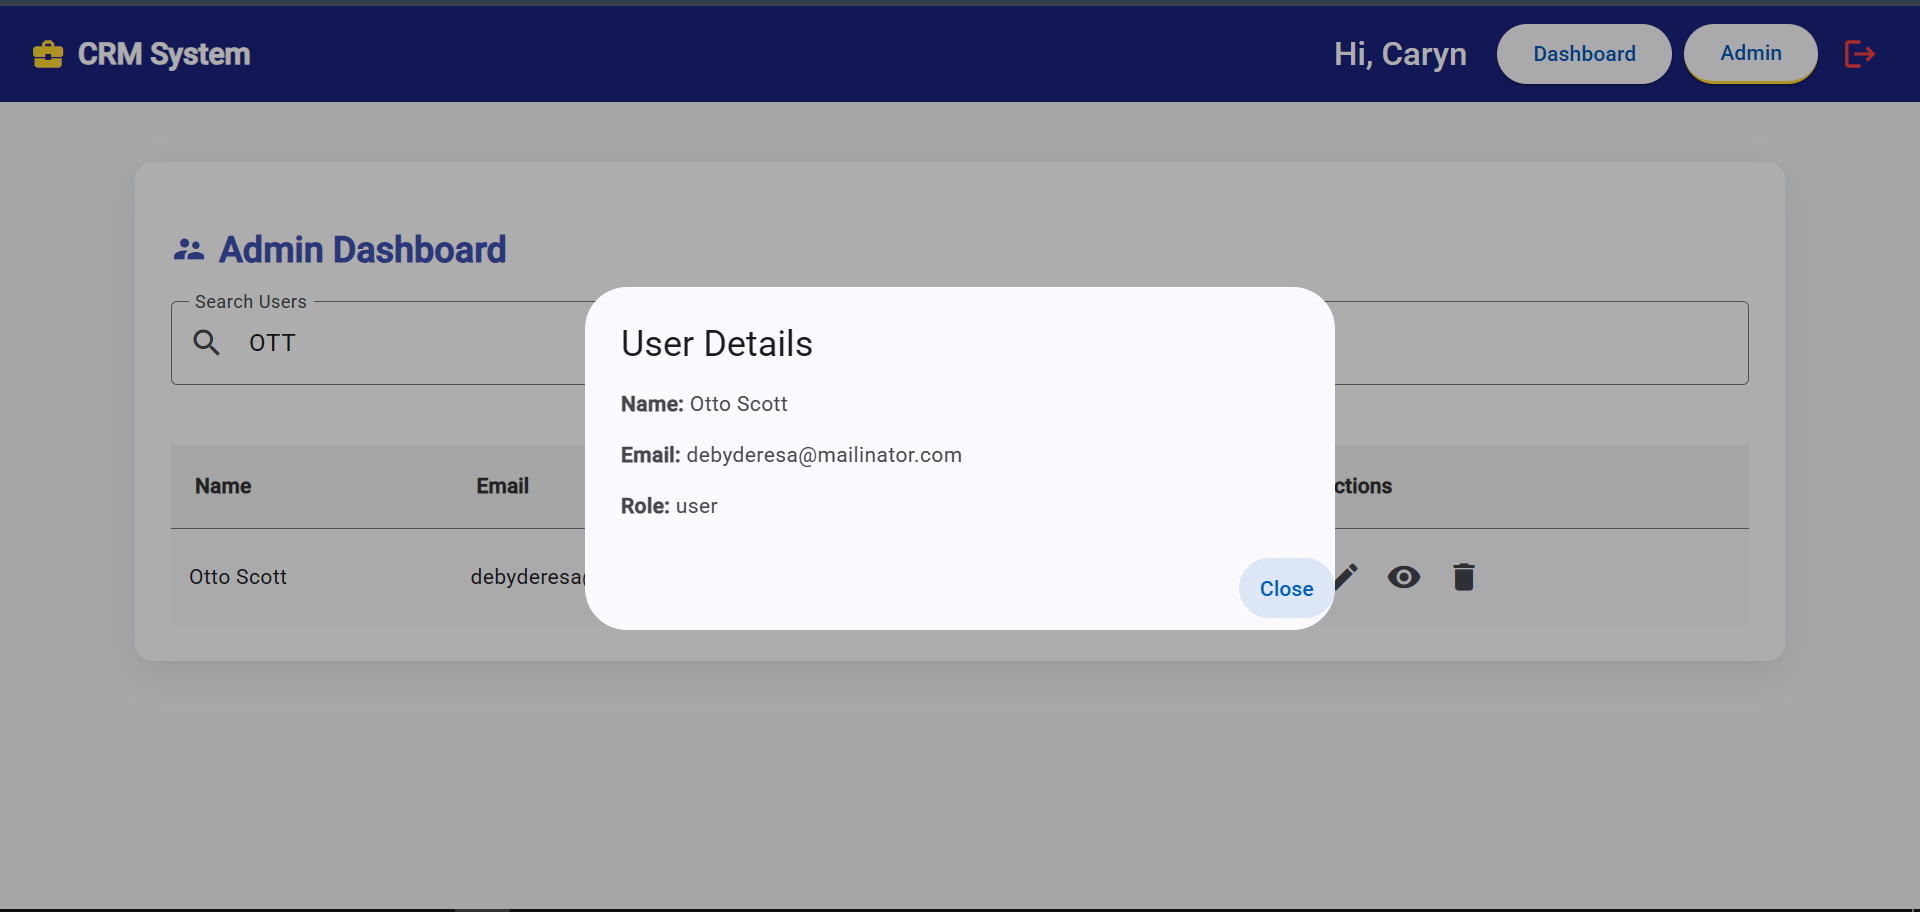 CRM System
Hi, Caryn
Dashboard
Admin
Admin Dashboard
Search Users
OTT
User Details
Name: Otto Scott
Email: debyderesa@mailinator.com
Role: user
Close
Name
Email
ctions
Otto Scott
debyderesa